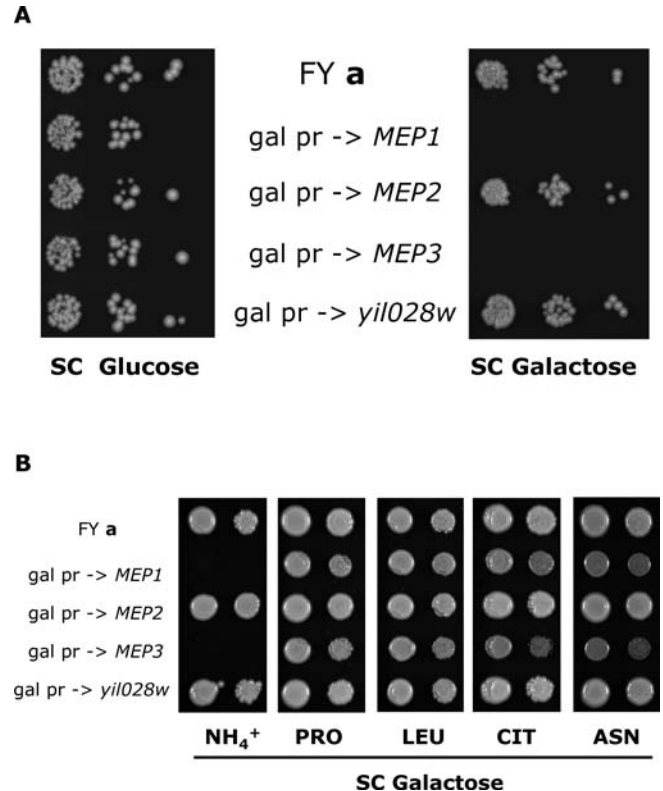 A
FY a
gal pr -> MEP1
gal pr -> MEP2
gal pr -> MEP3
gal pr -> yil028w
SC Glucose
SC Galactose
B
FY a
gal pr -> MEP1
gal pr -> MEP2
gal pr -> MEP3
gal pr -> yil028w
NH₄⁺ PRO LEU CIT ASN
SC Galactose